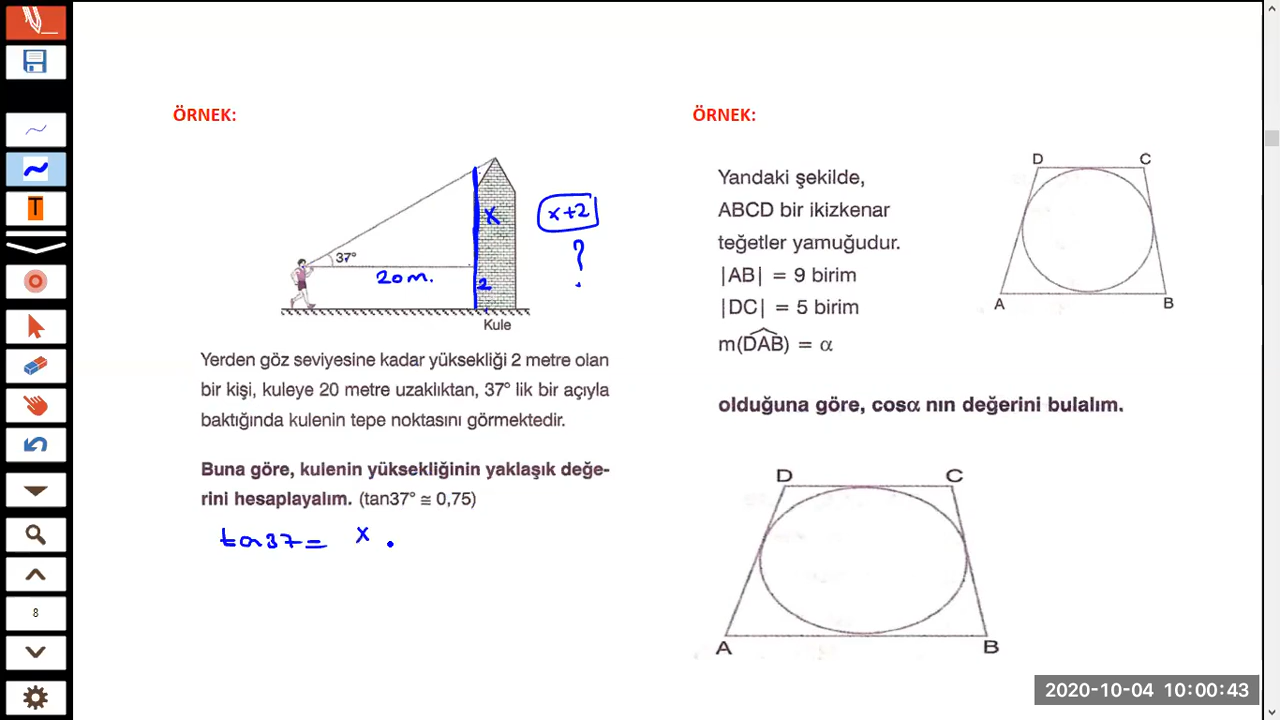 ÖRNEK:
37°
20 m.
x
2
x+2
?
Kule
Yerden göz seviyesine kadar yüksekliği 2 metre olan
bir kişi, kuleye 20 metre uzaklıktan, 37° lik bir açıyla
baktığında kulenin tepe noktasını görmektedir.
Buna göre, kulenin yüksekliğinin yaklaşık değe-
rini hesaplayalım. (tan37° ≅ 0,75)
tan37= x
ÖRNEK:
Yandaki şekilde,
ABCD bir ikizkenar
teğetler yamuğudur.
|AB| = 9 birim
|DC| = 5 birim
m(DAB) = α
D C
A B
olduğuna göre, cosα nın değerini bulalım.
D C
A B
T
8
2020-10-04 10:00:43